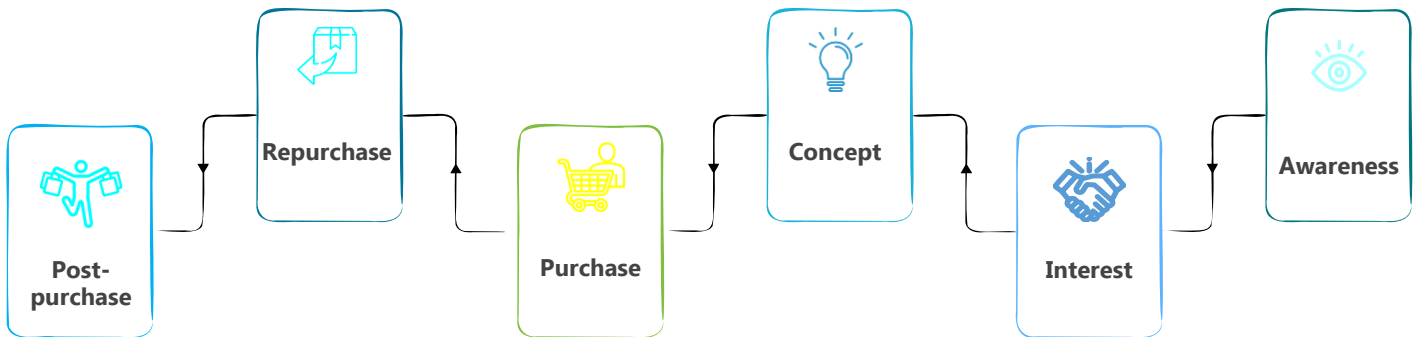 Repurchase
Concept
Awareness
Post-
purchase
Purchase
Interest